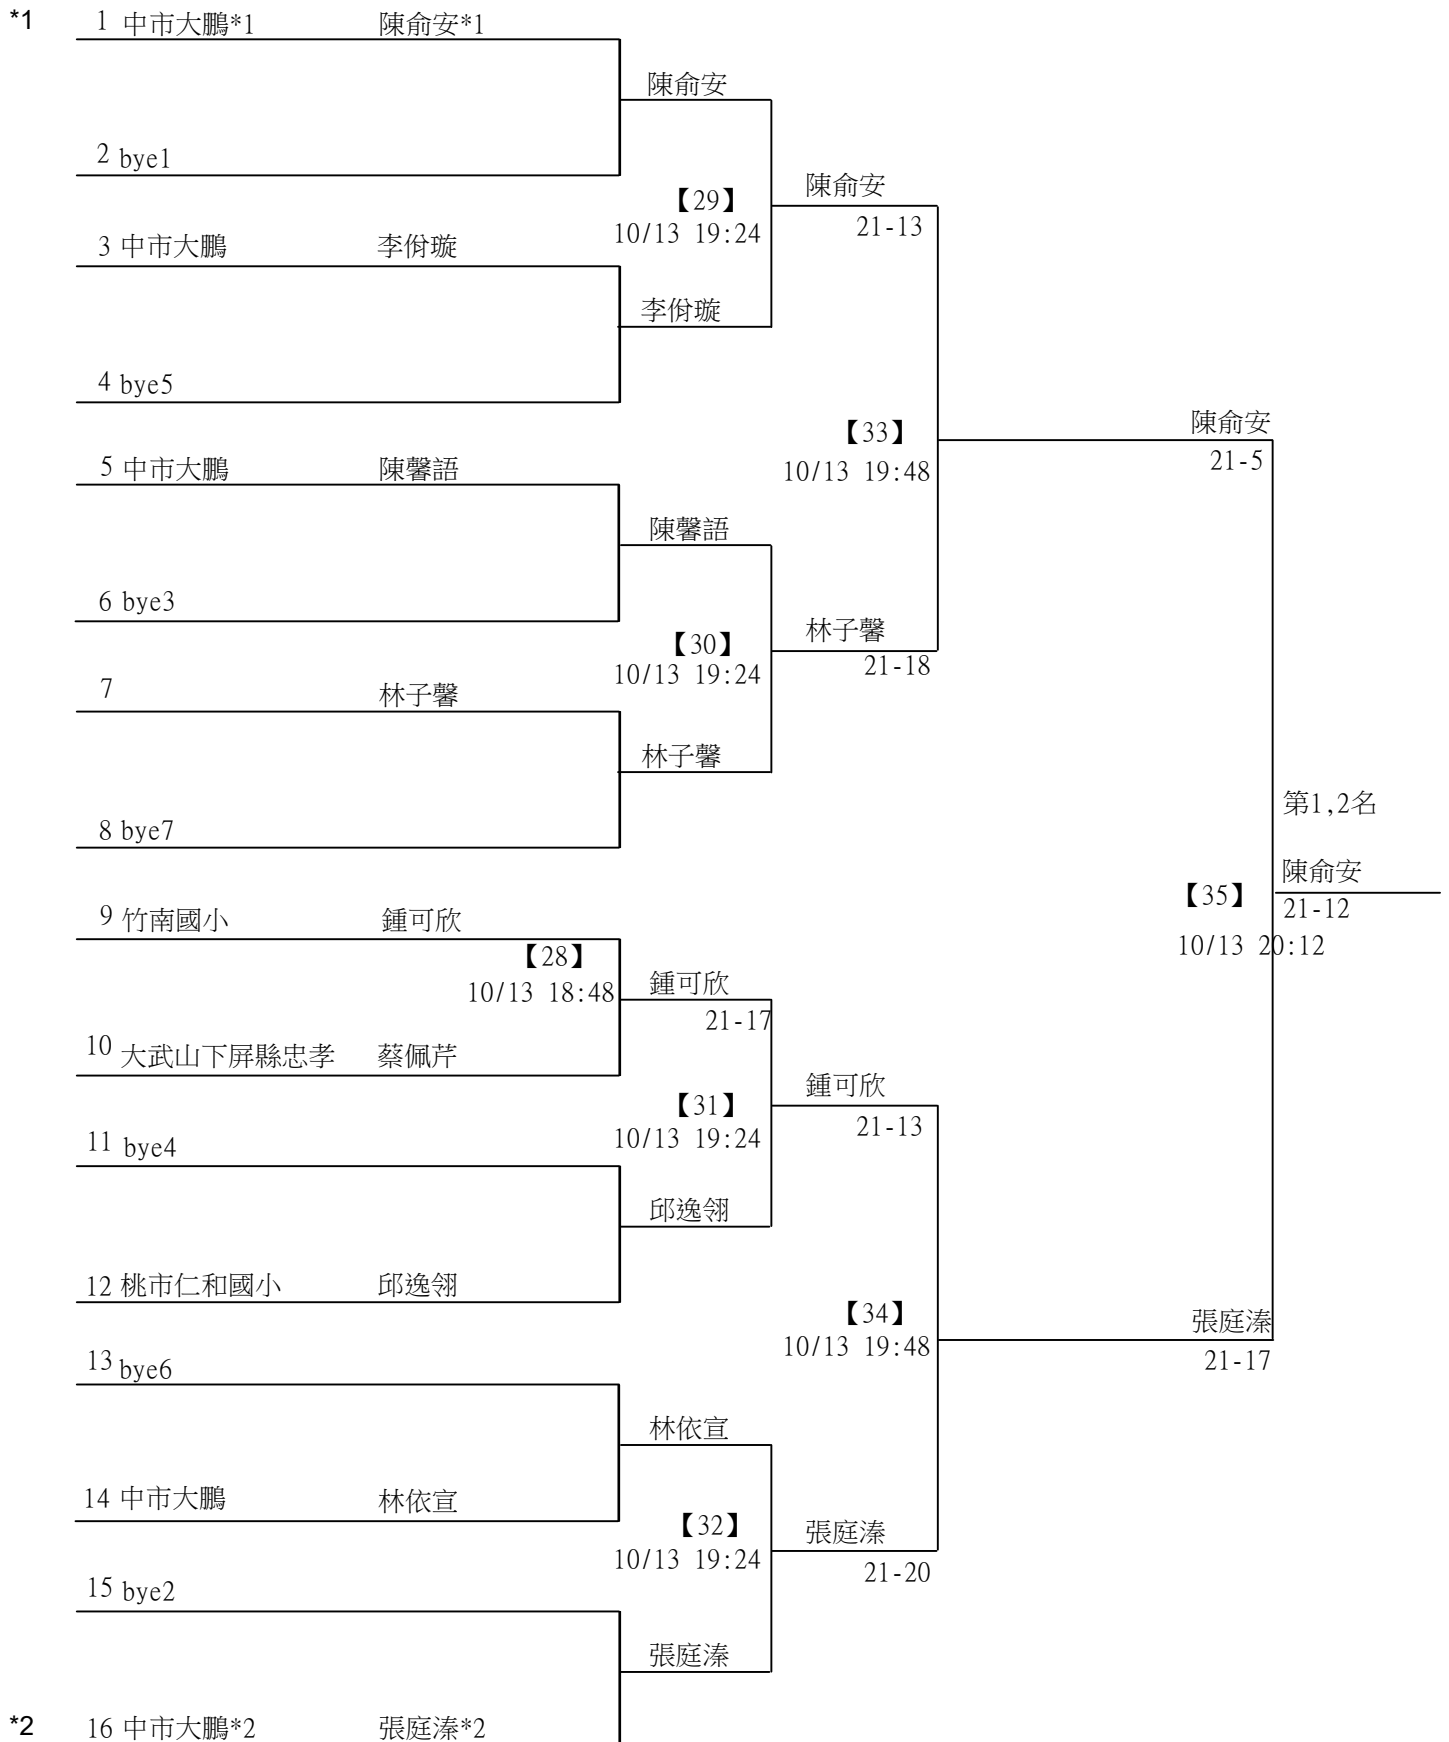 *1 1 中市大鵬*1 陳俞安*1
陳俞安
2 bye1
【29】 陳俞安
10/13 19:24 21-13
3 中市大鵬 李佾璇
李佾璇
4 bye5
【33】 陳俞安
10/13 19:48 21-5
5 中市大鵬 陳馨語
陳馨語
6 bye3
【30】 林子馨
10/13 19:24 21-18
7 林子馨
林子馨
8 bye7
第1,2名
【35】 陳俞安
21-12
10/13 20:12
9 竹南國小 鍾可欣
【28】 鍾可欣
10/13 18:48 21-17
10 大武山下屏縣忠孝 蔡佩芹
【31】 鍾可欣
10/13 19:24 21-13
11 bye4
邱逸翎
12 桃市仁和國小 邱逸翎
【34】 張庭溱
10/13 19:48 21-17
13 bye6
林依宣
14 中市大鵬 林依宣
【32】 張庭溱
10/13 19:24 21-20
15 bye2
張庭溱
*2 16 中市大鵬*2 張庭溱*2